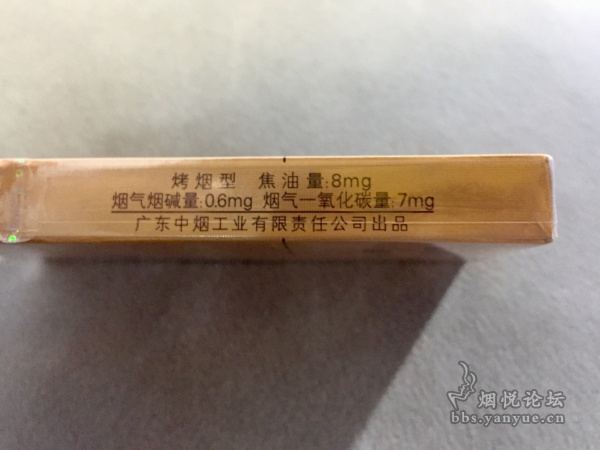 烤烟型 焦油量:8mg
烟气烟碱量:0.6mg 烟气一氧化碳量:7mg
广东中烟工业有限责任公司出品
烟悦论坛
bbs.yanyue.cn